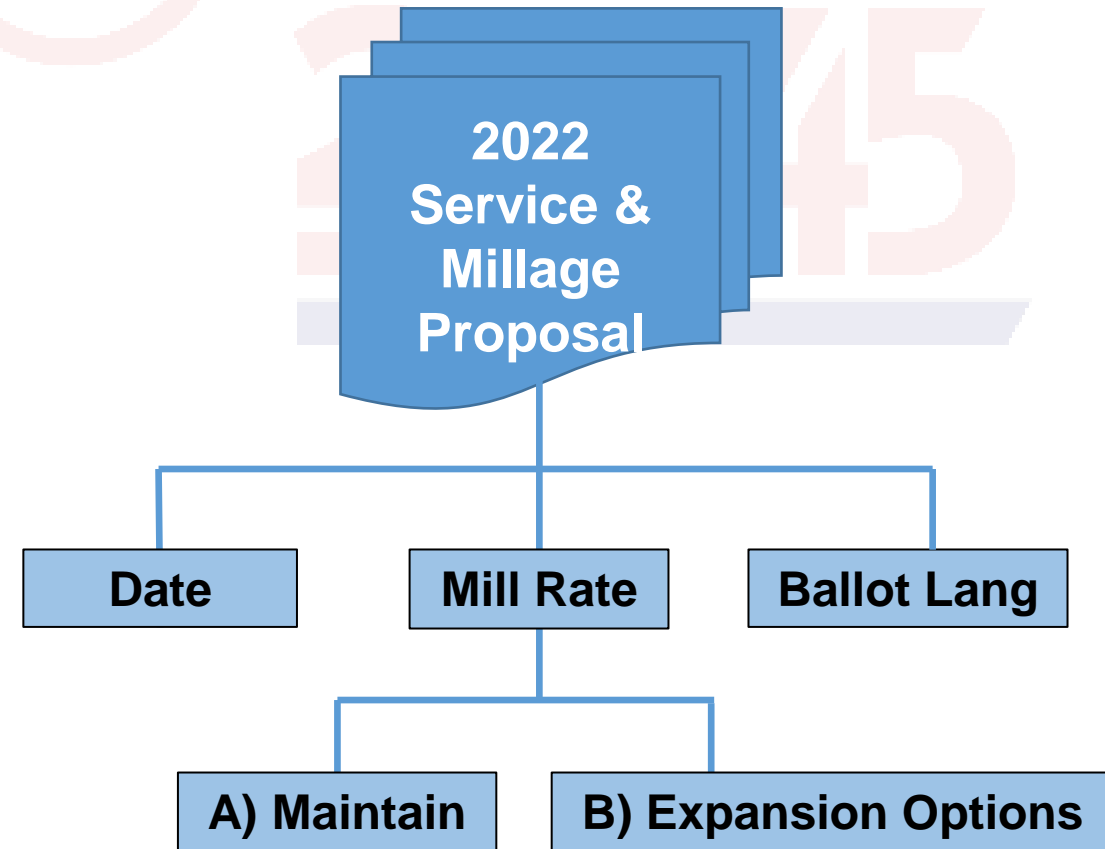 2022
Service &
Millage
Proposal
Date
Mill Rate
Ballot Lang
A) Maintain
B) Expansion Options